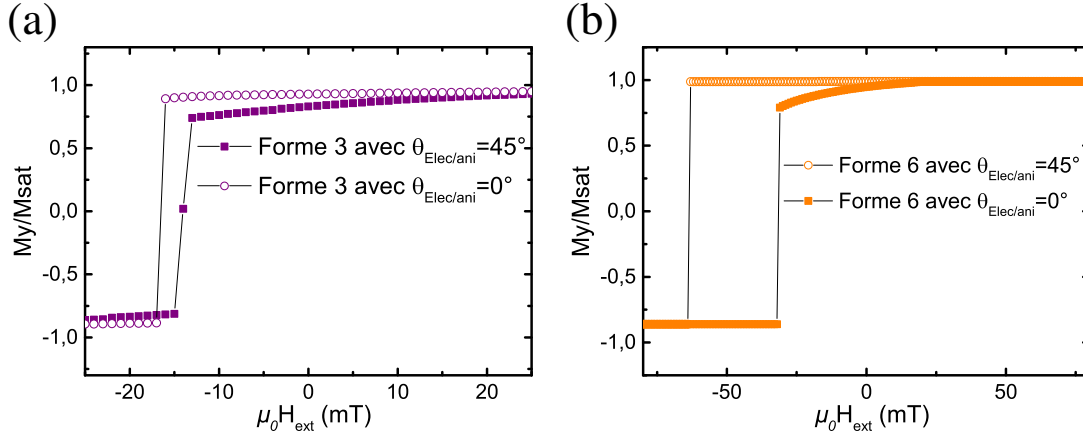 (a)
(b)
1,0
0,5
0,0
-0,5
-1,0
My/Msat
Forme 3 avec θElec/ani=45°
Forme 3 avec θElec/ani=0°
-20 -10 0 10 20
μ0Hext (mT)
1,0
0,5
0,0
-0,5
-1,0
My/Msat
Forme 6 avec θElec/ani=45°
Forme 6 avec θElec/ani=0°
-50 0 50
μ0Hext (mT)